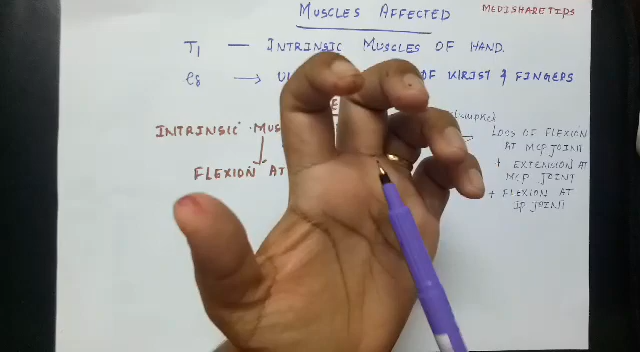 MUSCLES AFFECTED
MEDISHARETIPS
T1 — INTRINSIC MUSCLES OF HAND.
C8 → OF WRIST & FINGERS
INTRINSIC
FLEXION AT
LOSS OF FLEXION
AT MCP JOINT
+ EXTENSION AT
MCP JOINT
+ FLEXION AT
IP JOINT